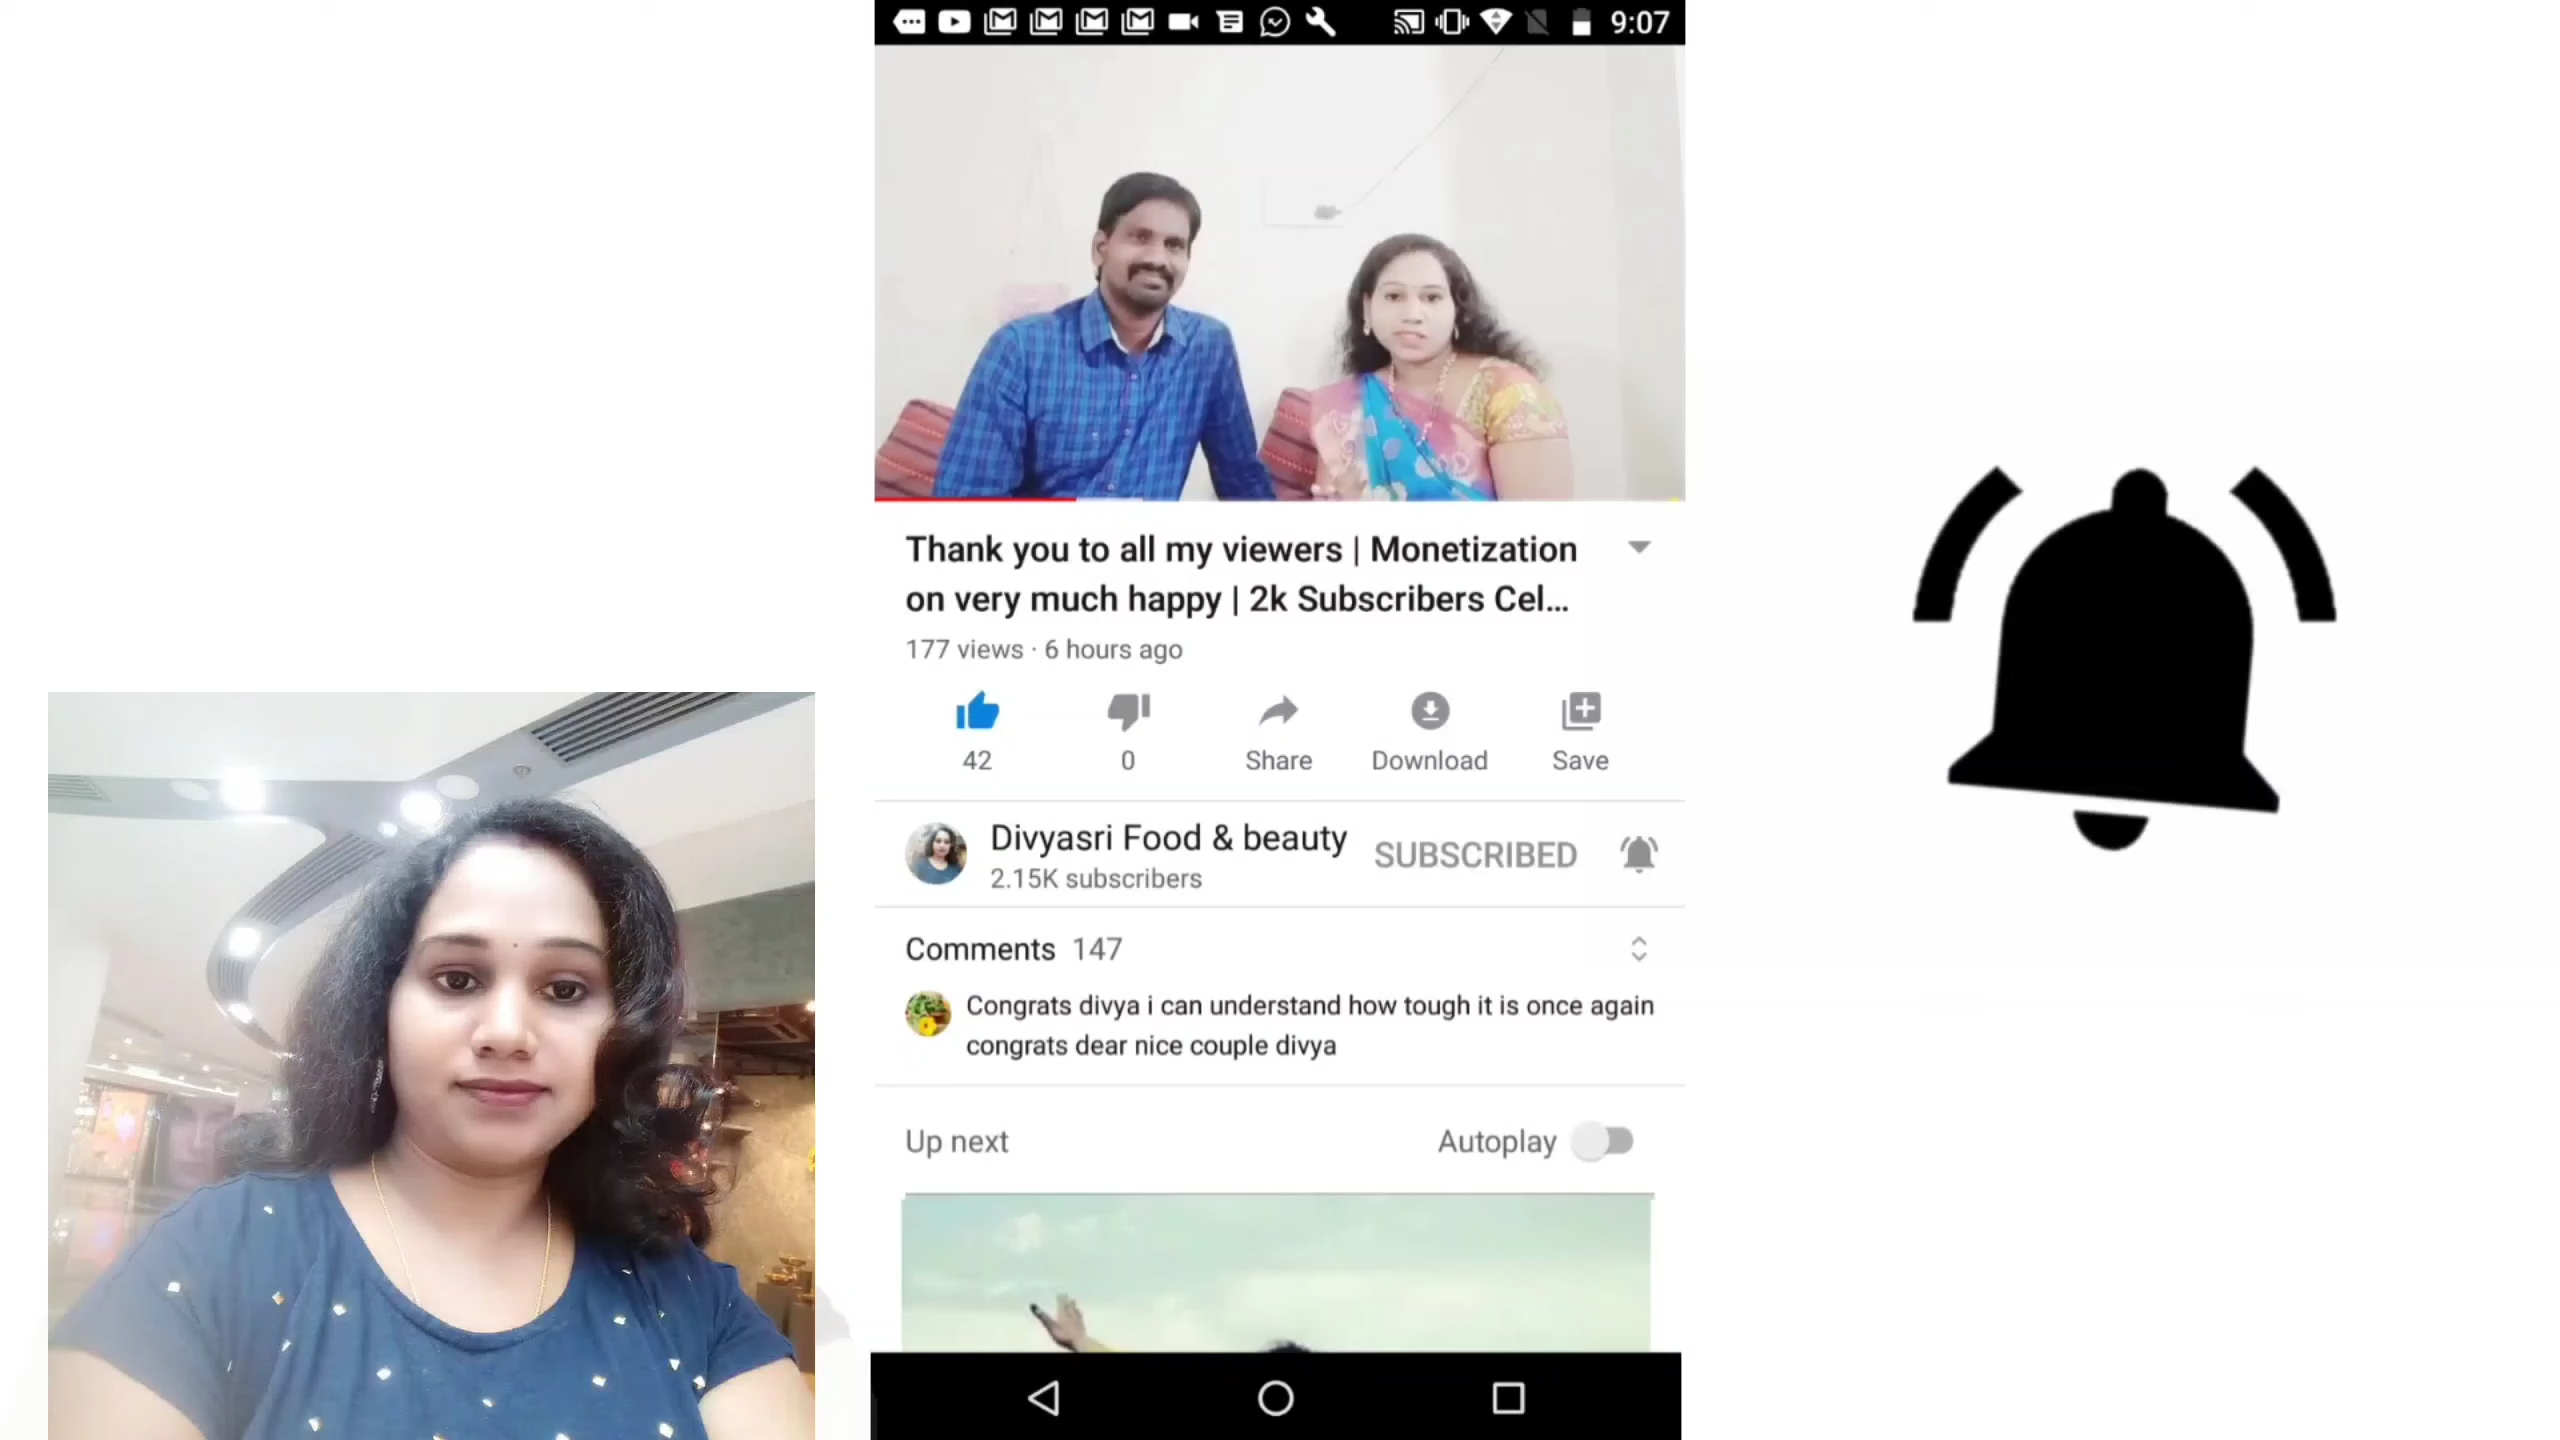 9:07
Thank you to all my viewers | Monetization
on very much happy | 2k Subscribers Cel...
177 views · 6 hours ago
42
0
Share
Download
Save
Divyasri Food & beauty
2.15K subscribers
SUBSCRIBED
Comments 147
Congrats divya i can understand how tough it is once again
congrats dear nice couple divya
Up next
Autoplay